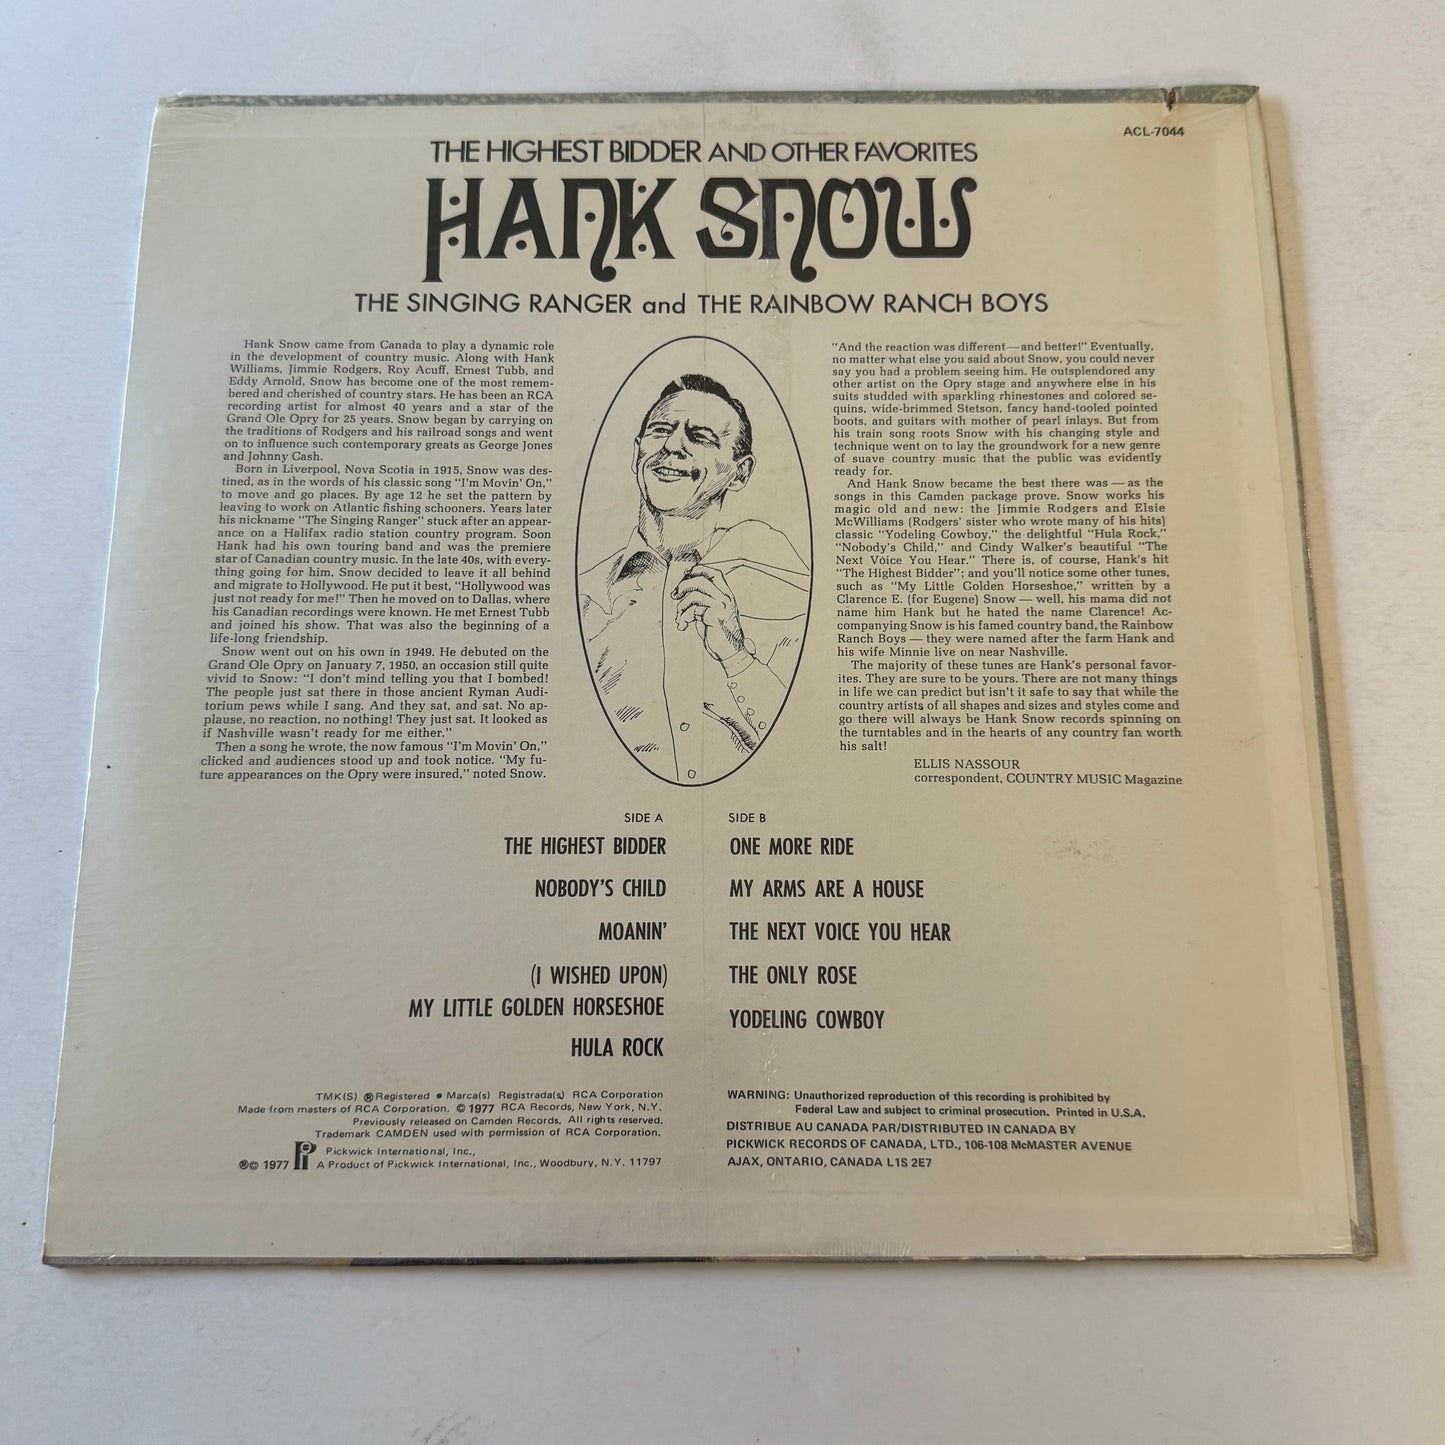 ACL-7044
THE HIGHEST BIDDER AND OTHER FAVORITES
HANK SNOW
THE SINGING RANGER and THE RAINBOW RANCH BOYS
Hank Snow came from Canada to play a dynamic role
in the development of country music. Along with Hank
Williams, Jimmie Rodgers, Roy Acuff, Ernest Tubb, and
Eddy Arnold, Snow has become one of the most remem-
bered and cherished of country stars. He has been an RCA
recording artist for almost 40 years and a star of the
Grand Ole Opry for 25 years. Snow began by carrying on
the traditions of Rodgers and his railroad songs and went
on to influence such contemporary greats as George Jones
and Johnny Cash.
Born in Liverpool, Nova Scotia in 1915, Snow was des-
tined, as in the words of his classic song "I'm Movin' On,"
to move and go places. By age 12 he set the pattern by
leaving to work on Atlantic fishing schooners. Years later
his nickname "The Singing Ranger" stuck after an appear-
ance on a Halifax radio station country program. Soon
Hank had his own touring band and was the premiere
star of Canadian country music. In the late 40s, with every-
thing going for him, Snow decided to leave it all behind
and migrate to Hollywood. He put it best, "Hollywood was
just not ready for me!" Then he moved on to Dallas, where
his Canadian recordings were known. He met Ernest Tubb
and joined his show. That was also the beginning of a
life-long friendship.
Snow went out on his own in 1949. He debuted on the
Grand Ole Opry on January 7, 1950, an occasion still quite
vivid to Snow: "I don't mind telling you that I bombed!
The people just sat there in those ancient Ryman Audi-
torium pews while I sang. And they sat, and sat. No ap-
plause, no reaction, no nothing! They just sat. It looked as
if Nashville wasn't ready for me either."
Then a song he wrote, the now famous "I'm Movin' On,"
clicked and audiences stood up and took notice. "My fu-
ture appearances on the Opry were insured," noted Snow.
"And the reaction was different—and better!" Eventually,
no matter what else you said about Snow, you could never
say you had a problem seeing him. He outsplendored any
other artist on the Opry stage and anywhere else in his
suits studded with sparkling rhinestones and colored se-
quins, wide-brimmed Stetson, fancy hand-tooled pointed
boots, and guitars with mother of pearl inlays. But from
his train song roots Snow with his changing style and
technique went on to lay the groundwork for a new genre
of suave country music that the public was evidently
ready for.
And Hank Snow became the best there was — as the
songs in this Camden package prove. Snow works his
magic old and new: the Jimmie Rodgers and Elsie
McWilliams (Rodgers' sister who wrote many of his hits)
classic "Yodeling Cowboy," the delightful "Hula Rock,"
"Nobody's Child," and Cindy Walker's beautiful "The
Next Voice You Hear." There is, of course, Hank's hit
"The Highest Bidder"; and you'll notice some other tunes,
such as "My Little Golden Horseshoe," written by a
Clarence E. (for Eugene) Snow — well, his mama did not
name him Hank but he hated the name Clarence! Ac-
companying Snow is his famed country band, the Rainbow
Ranch Boys — they were named after the farm Hank and
his wife Minnie live on near Nashville.
The majority of these tunes are Hank's personal favor-
ites. They are sure to be yours. There are not many things
in life we can predict but isn't it safe to say that while the
country artists of all shapes and sizes and styles come and
go there will always be Hank Snow records spinning on
the turntables and in the hearts of any country fan worth
his salt!
ELLIS NASSOUR
correspondent, COUNTRY MUSIC Magazine
SIDE A
THE HIGHEST BIDDER
NOBODY'S CHILD
MOANIN'
(I WISHED UPON)
MY LITTLE GOLDEN HORSESHOE
HULA ROCK
SIDE B
ONE MORE RIDE
MY ARMS ARE A HOUSE
THE NEXT VOICE YOU HEAR
THE ONLY ROSE
YODELING COWBOY
TMK(S) ® Registered • Marca(s) Registrada(s) RCA Corporation
Made from masters of RCA Corporation. © 1977 RCA Records, New York, N.Y.
Previously released on Camden Records. All rights reserved.
Trademark CAMDEN used with permission of RCA Corporation.
Pickwick International, Inc.,
℗© 1977 Pi A Product of Pickwick International, Inc., Woodbury, N.Y. 11797
WARNING: Unauthorized reproduction of this recording is prohibited by
Federal Law and subject to criminal prosecution. Printed in U.S.A.
DISTRIBUE AU CANADA PAR/DISTRIBUTED IN CANADA BY
PICKWICK RECORDS OF CANADA, LTD., 106-108 McMASTER AVENUE
AJAX, ONTARIO, CANADA L1S 2E7